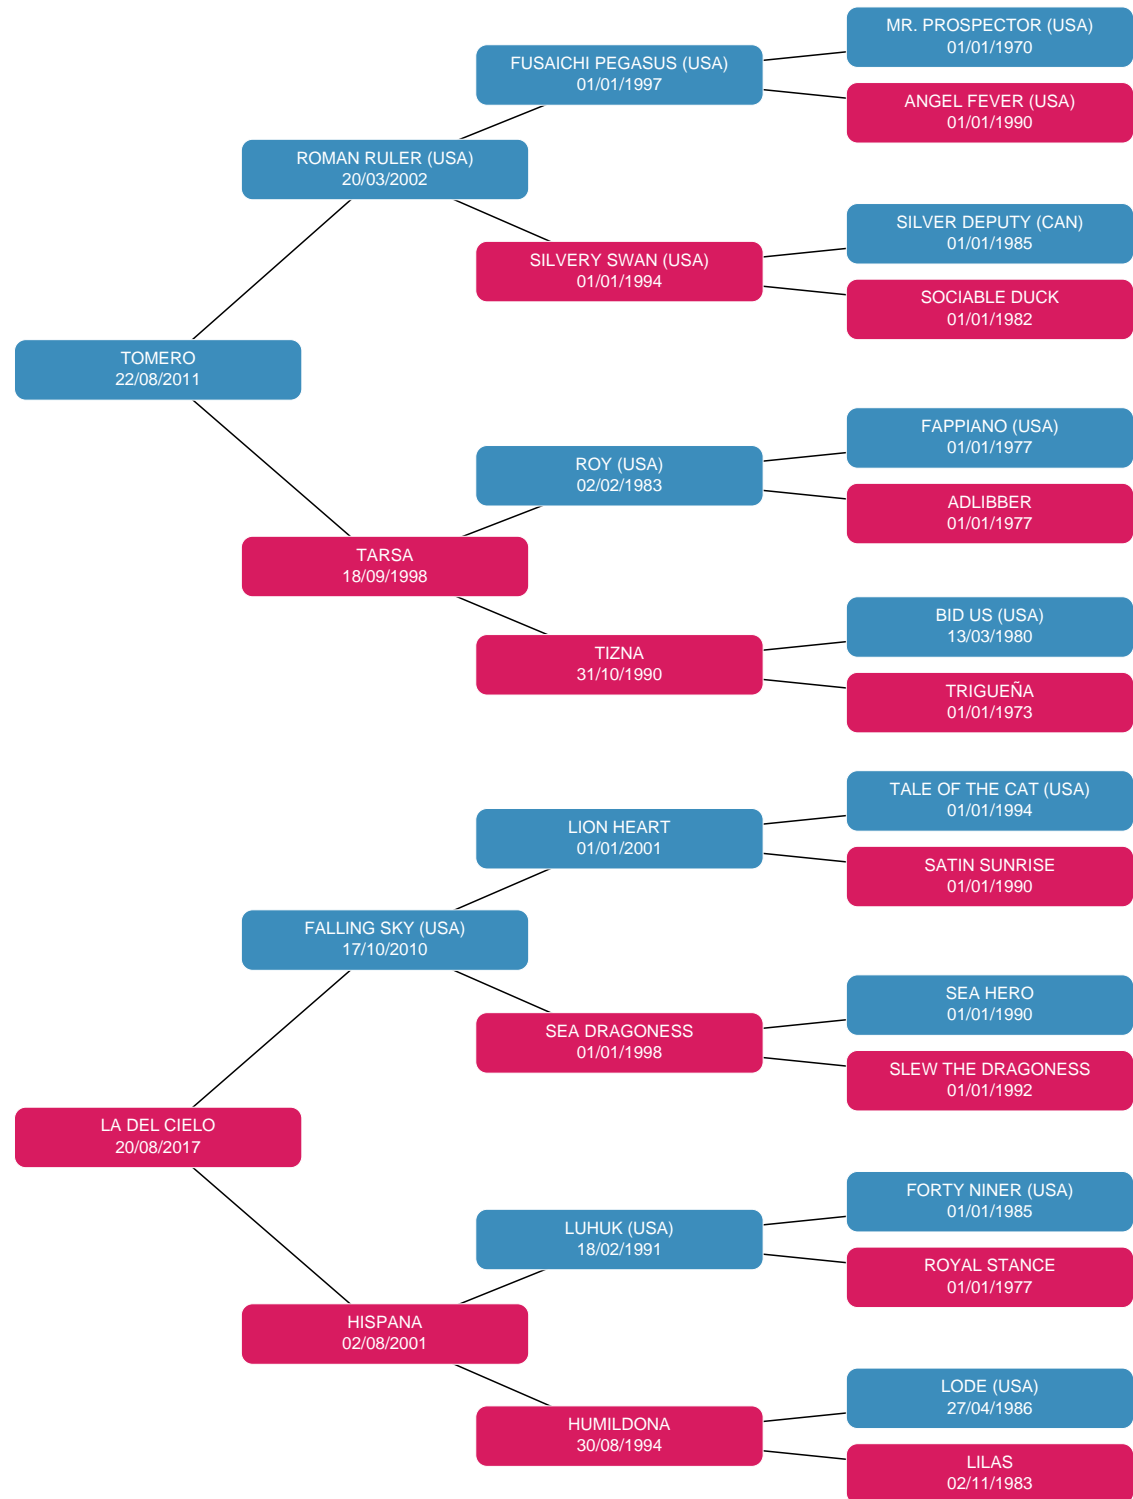 MR. PROSPECTOR (USA)
01/01/1970
FUSAICHI PEGASUS (USA)
01/01/1997
ANGEL FEVER (USA)
01/01/1990
ROMAN RULER (USA)
20/03/2002
SILVER DEPUTY (CAN)
01/01/1985
SILVERY SWAN (USA)
01/01/1994
SOCIABLE DUCK
01/01/1982
TOMERO
22/08/2011
FAPPIANO (USA)
01/01/1977
ROY (USA)
02/02/1983
ADLIBBER
01/01/1977
TARSA
18/09/1998
BID US (USA)
13/03/1980
TIZNA
31/10/1990
TRIGUEÑA
01/01/1973
TALE OF THE CAT (USA)
01/01/1994
LION HEART
01/01/2001
SATIN SUNRISE
01/01/1990
FALLING SKY (USA)
17/10/2010
SEA HERO
01/01/1990
SEA DRAGONESS
01/01/1998
SLEW THE DRAGONESS
01/01/1992
LA DEL CIELO
20/08/2017
FORTY NINER (USA)
01/01/1985
LUHUK (USA)
18/02/1991
ROYAL STANCE
01/01/1977
HISPANA
02/08/2001
LODE (USA)
27/04/1986
HUMILDONA
30/08/1994
LILAS
02/11/1983